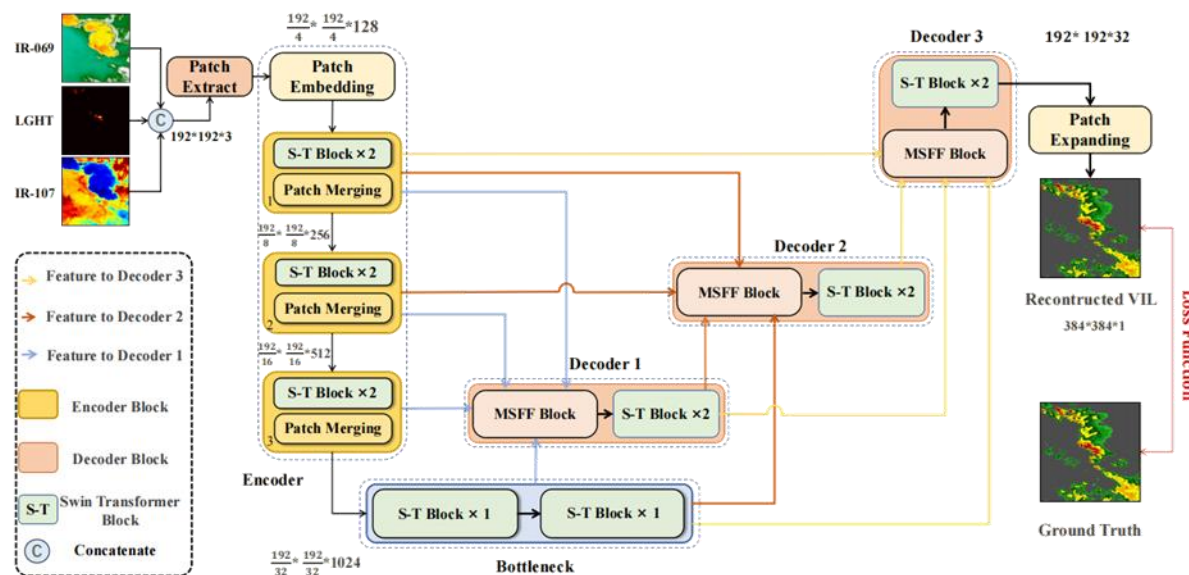 IR-069
LGHT
IR-107
C
192*192*3
Patch
Extract
192/4 * 192/4 *128
Patch
Embedding
S-T Block ×2
Patch Merging
1
192/8 * 192/8 *256
S-T Block ×2
Patch Merging
2
192/16 * 192/16 *512
S-T Block ×2
Patch Merging
3
Encoder
192/32 * 192/32 *1024
S-T Block × 1
S-T Block × 1
Bottleneck
Decoder 1
MSFF Block
S-T Block ×2
Decoder 2
MSFF Block
S-T Block ×2
Decoder 3
S-T Block ×2
MSFF Block
192* 192*32
Patch
Expanding
Reconstructed VIL
384*384*1
Loss Function
Ground Truth
Feature to Decoder 3
Feature to Decoder 2
Feature to Decoder 1
Encoder Block
Decoder Block
S-T
Swin Transformer
Block
C
Concatenate